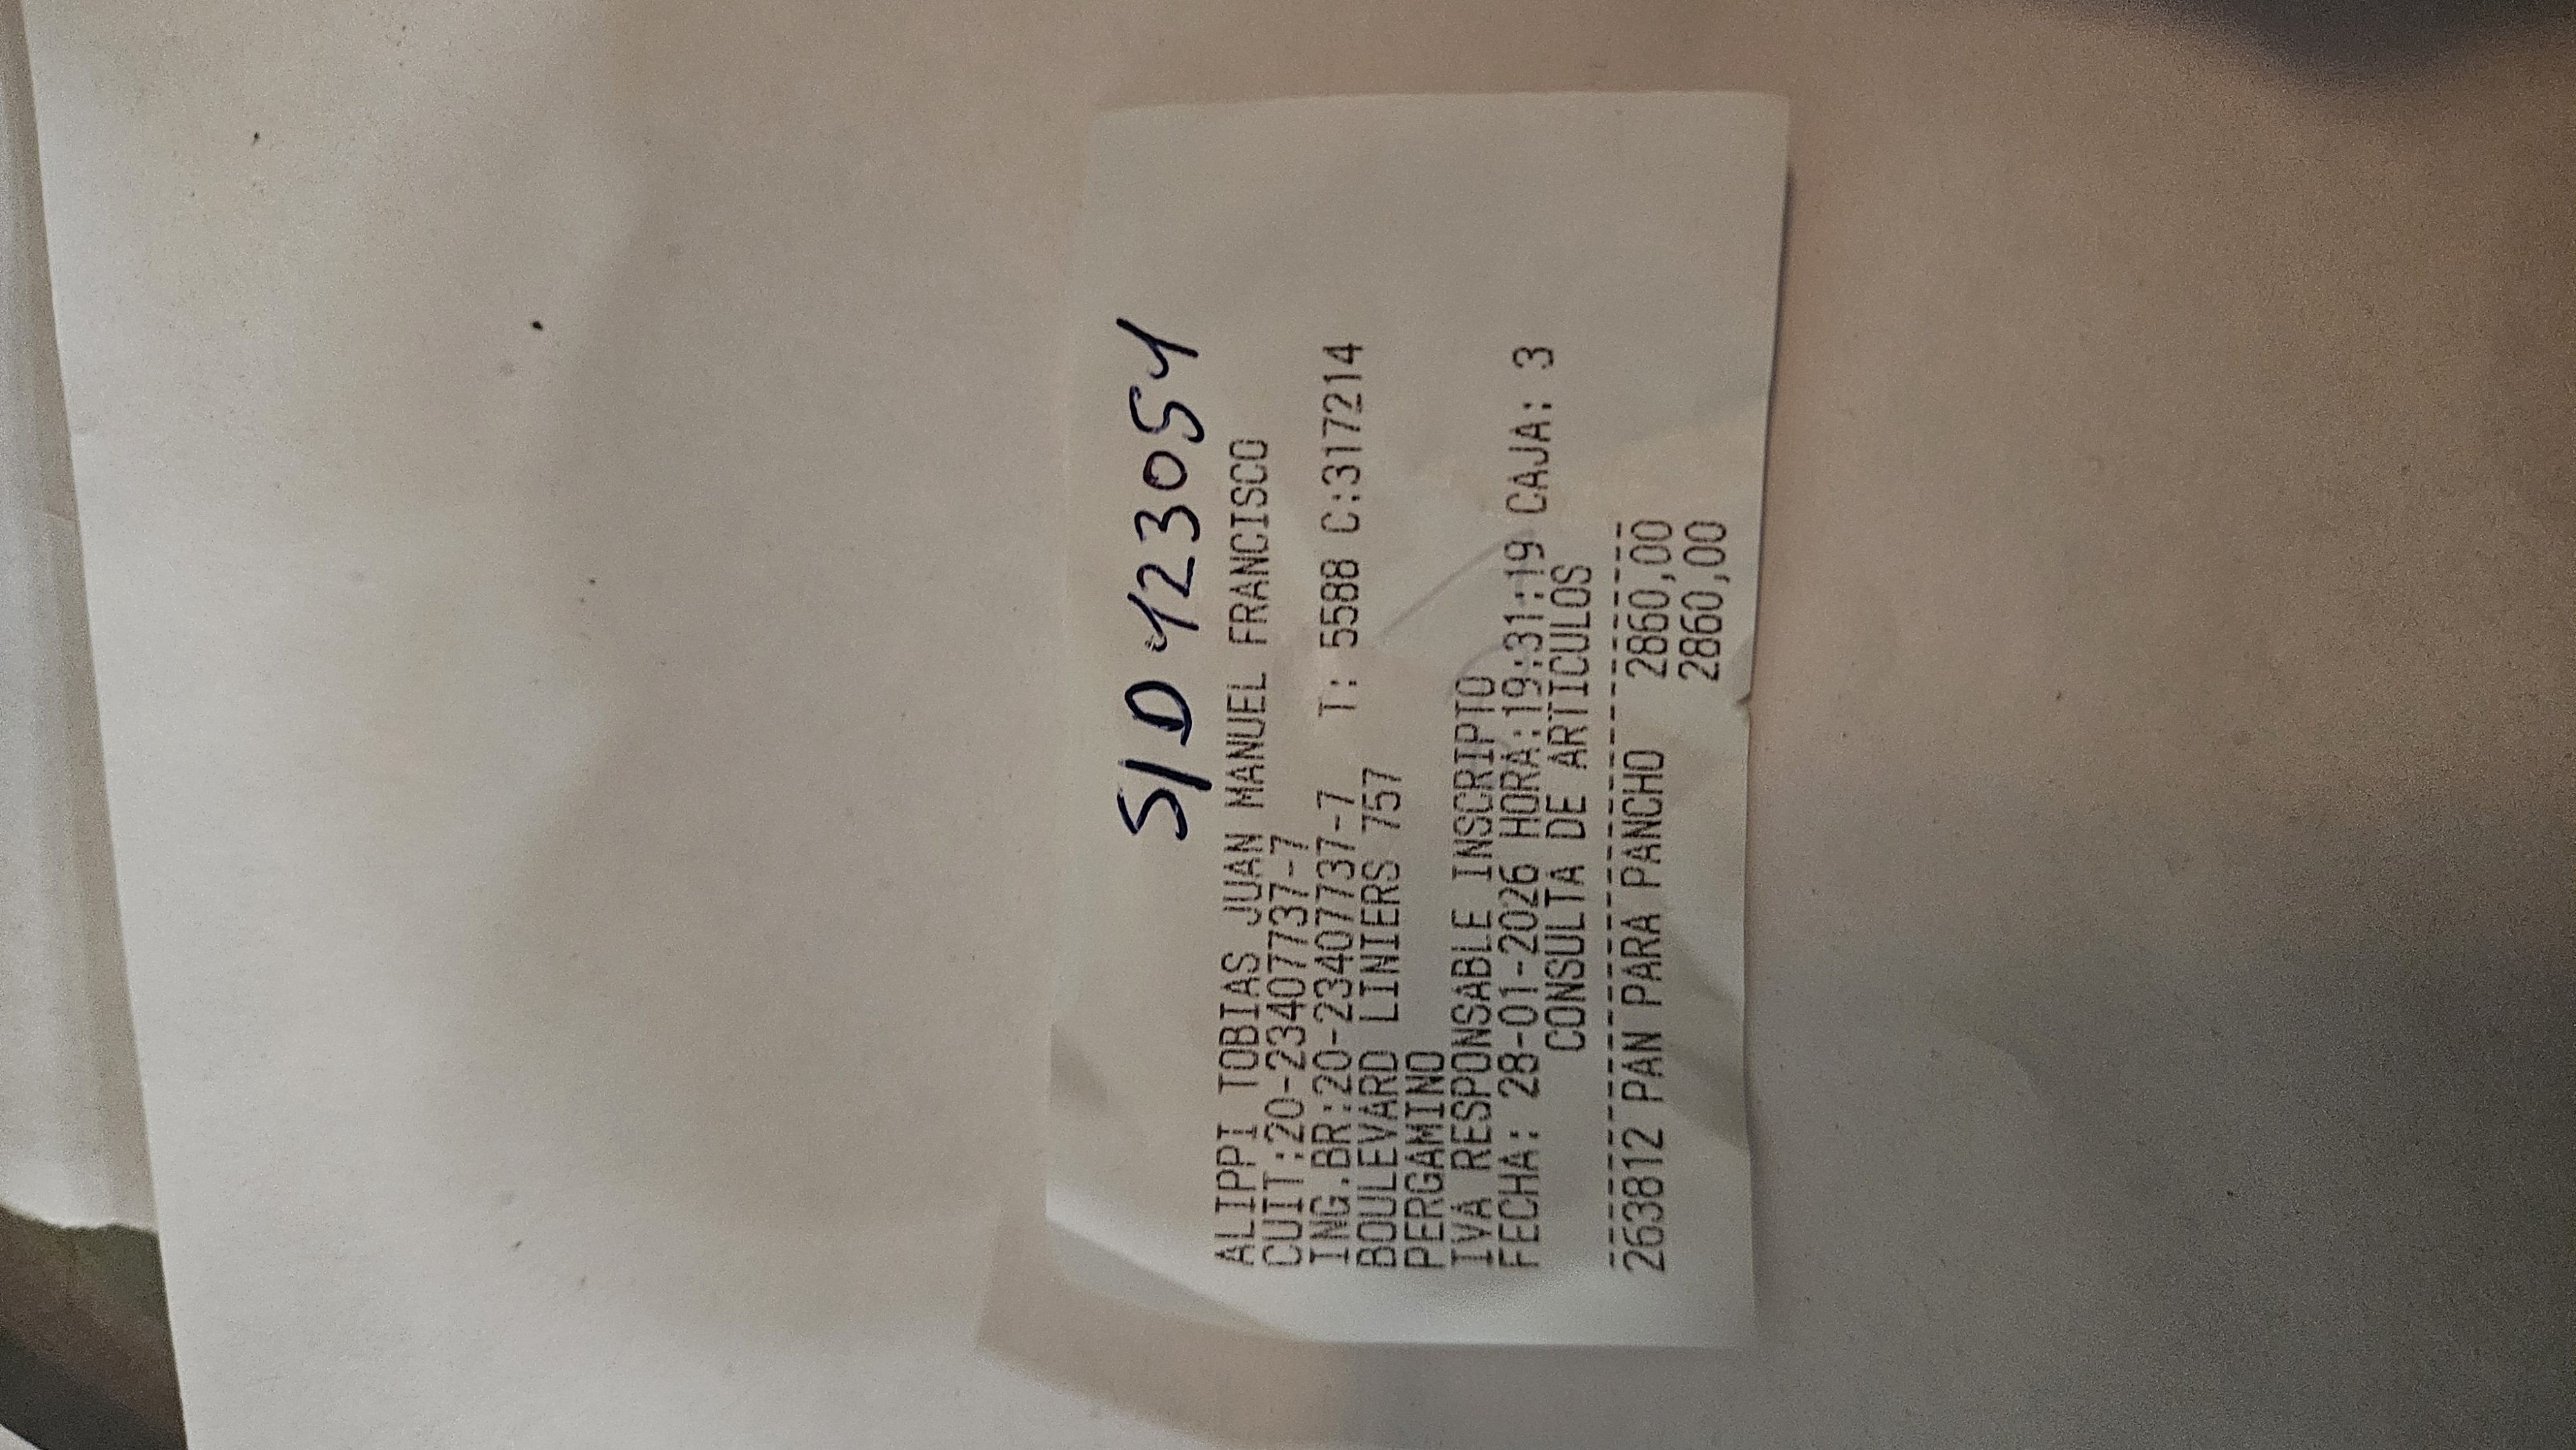 S/D 423054
ALIPPI TOBIAS JUAN MANUEL FRANCISCO
CUIT:20-23407737-7
ING.BR:20-23407737-7 T: 5588 C:317214
BOULEVARD LINIERS 757
PERGAMINO
IVA RESPONSABLE INSCRIPTO
FECHA: 28-01-2026 HORA:19:31:19 CAJA: 3
CONSULTA DE ARTICULOS
263812 PAN PARA PANCHO 2860,00
2860,00